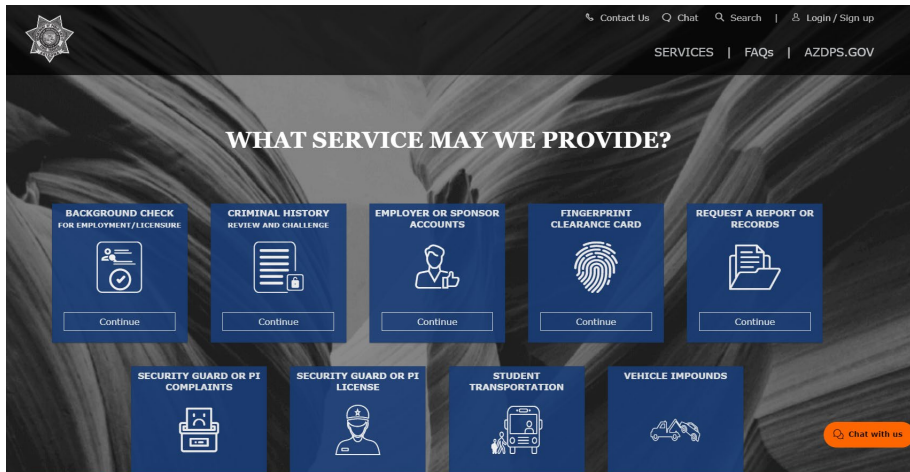 Contact Us Chat Search | Login / Sign up
SERVICES | FAQs | AZDPS.GOV
WHAT SERVICE MAY WE PROVIDE?
BACKGROUND CHECK
FOR EMPLOYMENT/LICENSURE
Continue
CRIMINAL HISTORY
REVIEW AND CHALLENGE
Continue
EMPLOYER OR SPONSOR
ACCOUNTS
Continue
FINGERPRINT
CLEARANCE CARD
Continue
REQUEST A REPORT OR
RECORDS
Continue
SECURITY GUARD OR PI
COMPLAINTS
SECURITY GUARD OR PI
LICENSE
STUDENT
TRANSPORTATION
VEHICLE IMPOUNDS
Chat with us